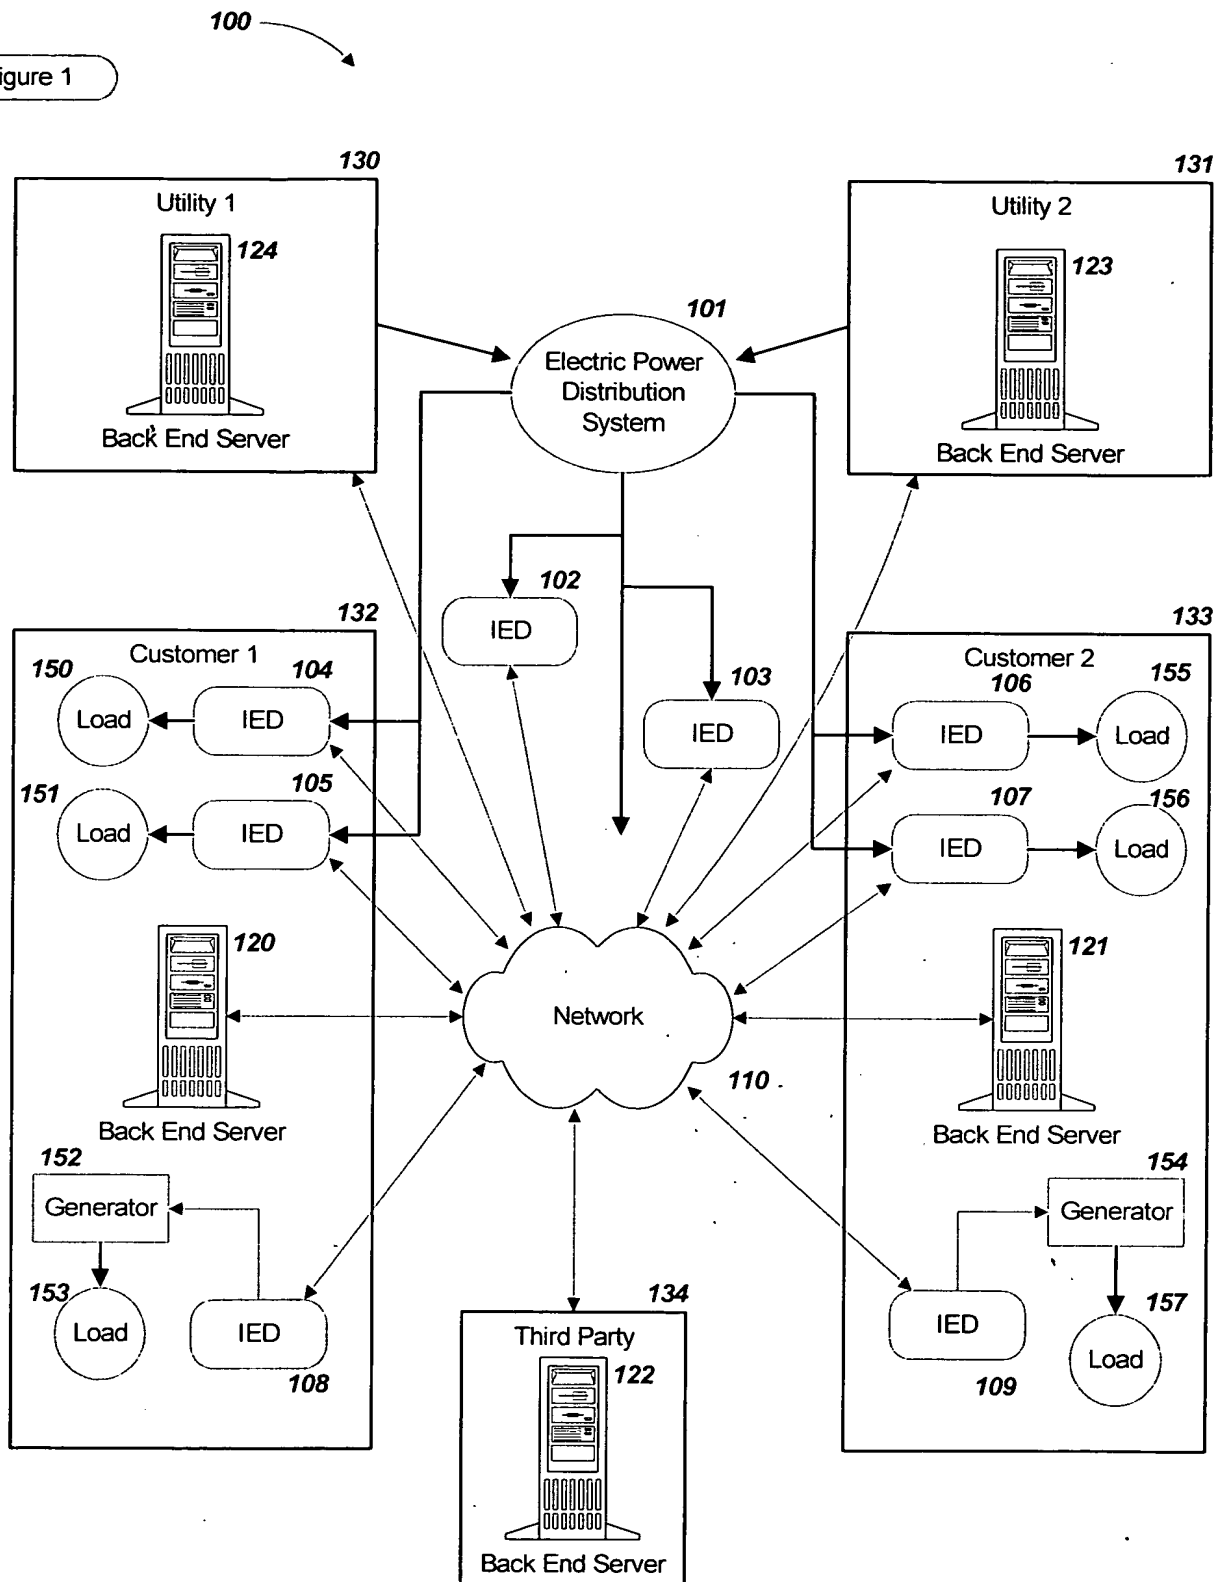 100
igure 1
130
131
Utility 1
Utility 2
124
123
101
Electric Power
Distribution
System
Back End Server
Back End Server
102
IED
132
133
Customer 1
Customer 2
150
104
103
106
155
Load
IED
IED
IED
Load
151
105
107
156
Load
IED
IED
Load
120
121
Network
110
Back End Server
Back End Server
152
154
Generator
Generator
153
134
157
Load
IED
Third Party
IED
Load
108
122
109
Back End Server